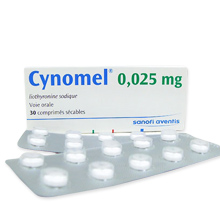 Cynomel® 0,025 mg
liothyronine sodique
Voie orale
30 comprimés sécables
sanofi aventis